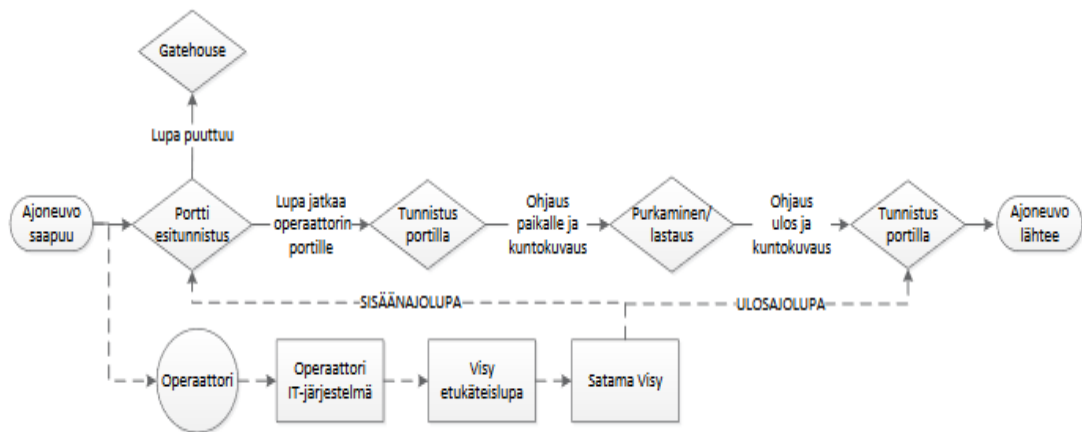 Gatehouse
Lupa puuttuu
Ajoneuvo
saapuu
Portti
esitunnistus
Lupa jatkaa
operaattorin
portille
Tunnistus
portilla
Ohjaus
paikalle ja
kuntokuvaus
Purkaminen/
lastaus
Ohjaus
ulos ja
kuntokuvaus
Tunnistus
portilla
Ajoneuvo
lähtee
SISÄÄNAJOLUPA
ULOSAJOLUPA
Operaattori
Operaattori
IT-järjestelmä
Visy
etukäteislupa
Satama Visy